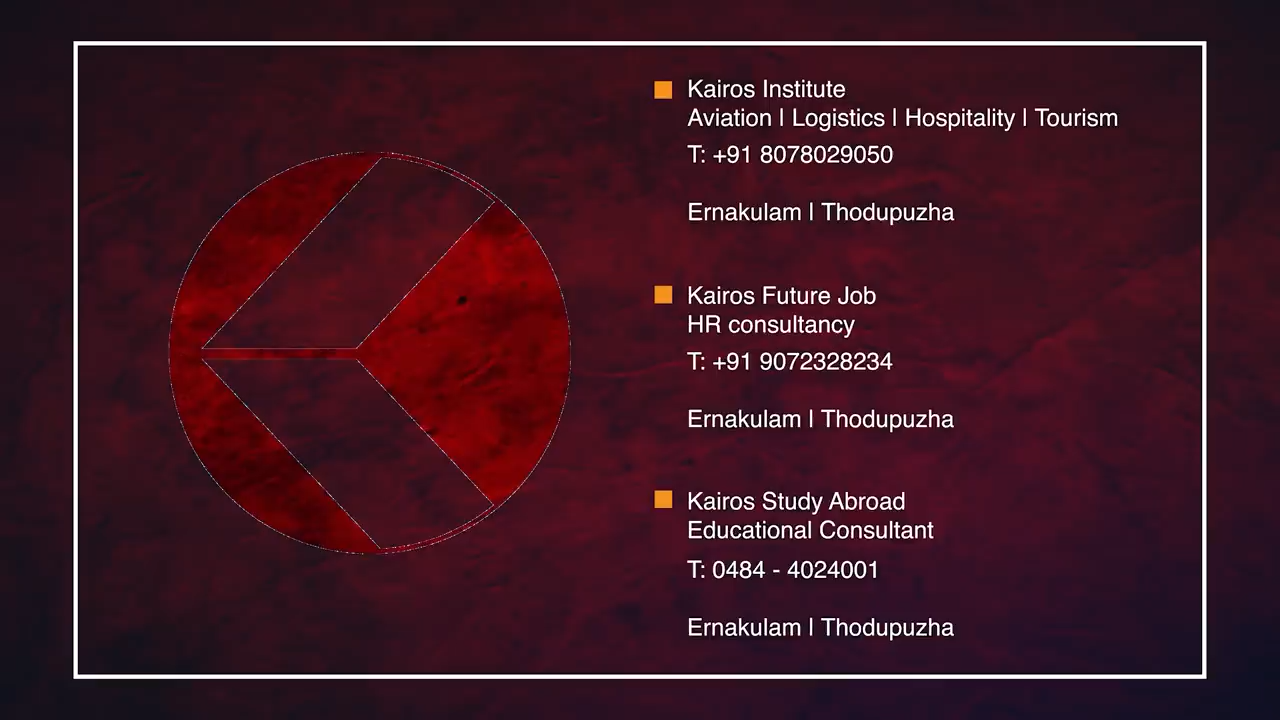 Kairos Institute
Aviation | Logistics | Hospitality | Tourism
T: +91 8078029050
Ernakulam | Thodupuzha
Kairos Future Job
HR consultancy
T: +91 9072328234
Ernakulam | Thodupuzha
Kairos Study Abroad
Educational Consultant
T: 0484 - 4024001
Ernakulam | Thodupuzha